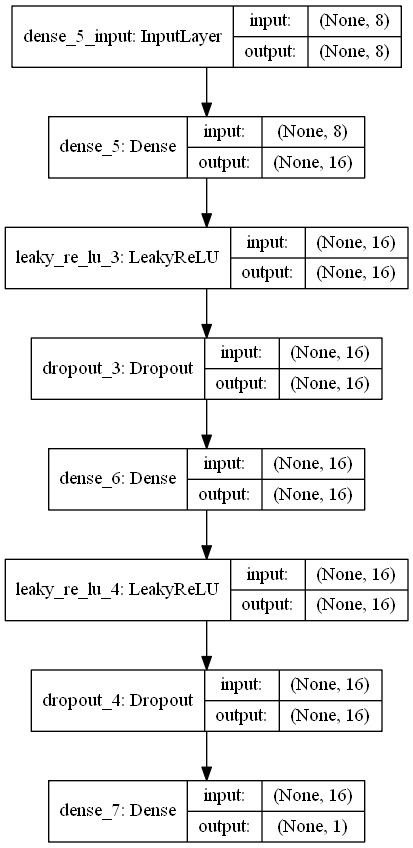 dense_5_input: InputLayer
input: (None, 8)
output: (None, 8)
dense_5: Dense
input: (None, 8)
output: (None, 16)
leaky_re_lu_3: LeakyReLU
input: (None, 16)
output: (None, 16)
dropout_3: Dropout
input: (None, 16)
output: (None, 16)
dense_6: Dense
input: (None, 16)
output: (None, 16)
leaky_re_lu_4: LeakyReLU
input: (None, 16)
output: (None, 16)
dropout_4: Dropout
input: (None, 16)
output: (None, 16)
dense_7: Dense
input: (None, 16)
output: (None, 1)